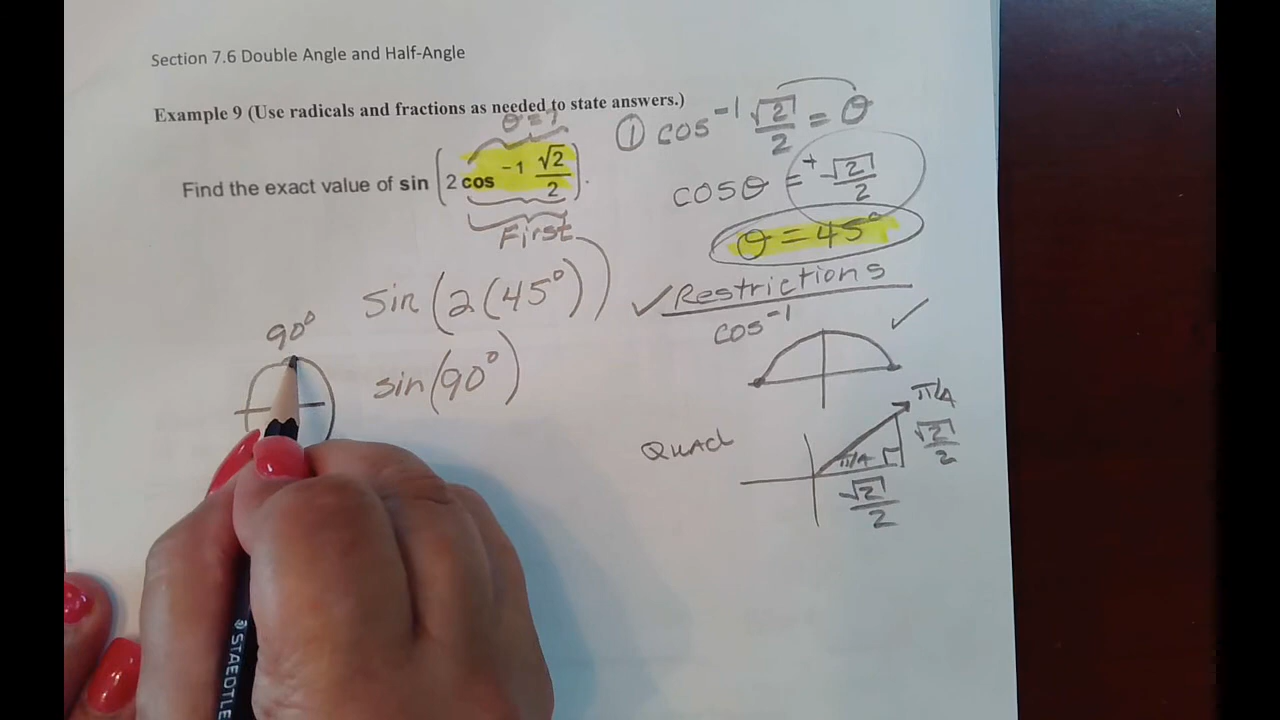 Section 7.6 Double Angle and Half-Angle
Example 9 (Use radicals and fractions as needed to state answers.)
θ = ?
Find the exact value of sin (2 cos⁻¹ √2/2).
First
① cos⁻¹ √2/2 = θ
cosθ = +√2/2
θ = 45°
sin(2(45°))
✓Restrictions
cos⁻¹ ✓
90°
sin(90°)
Quad
π/4
π/4
√2/2
√2/2
STAEDTLER